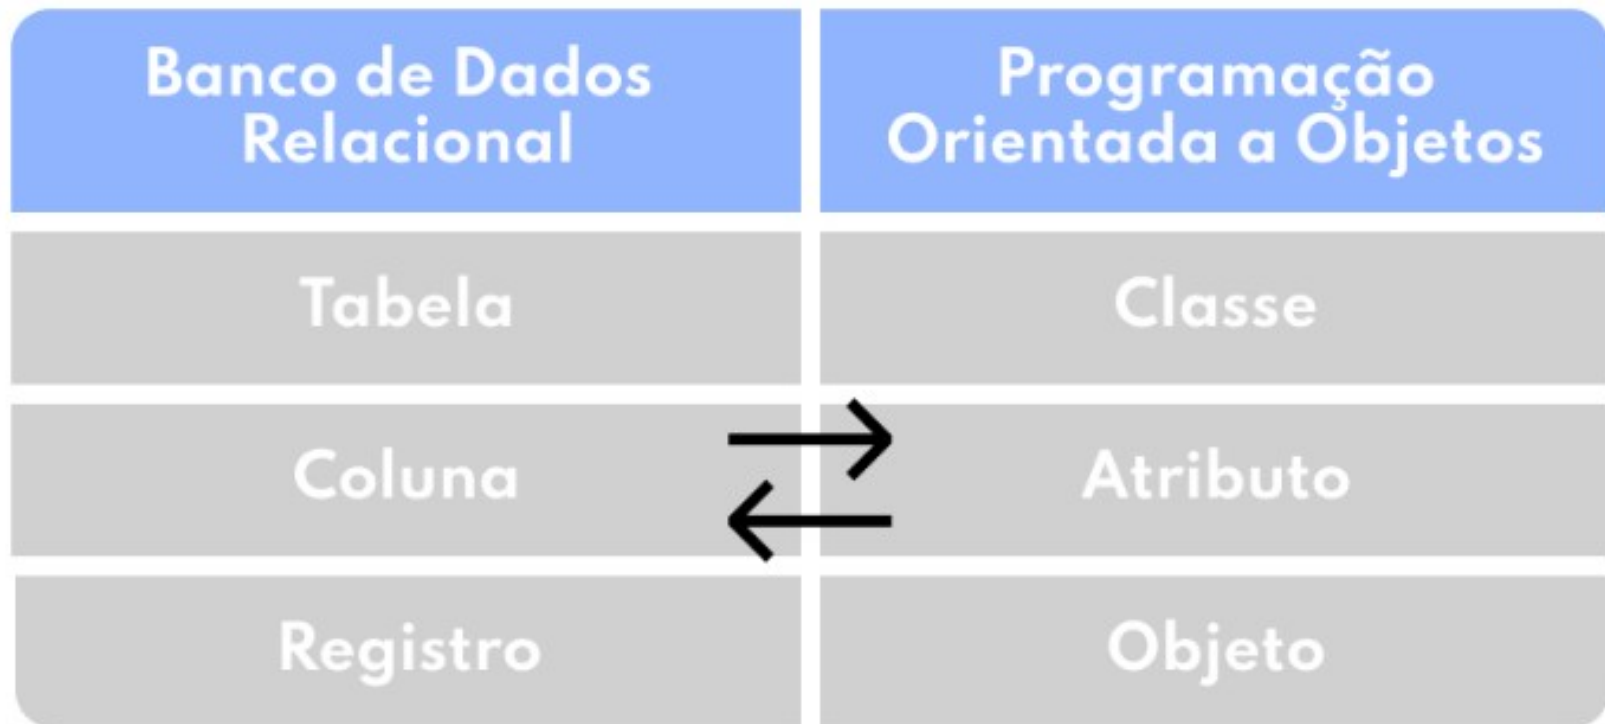 Banco de Dados
Relacional
Programação
Orientada a Objetos
Tabela
Classe
Coluna
Atributo
Registro
Objeto